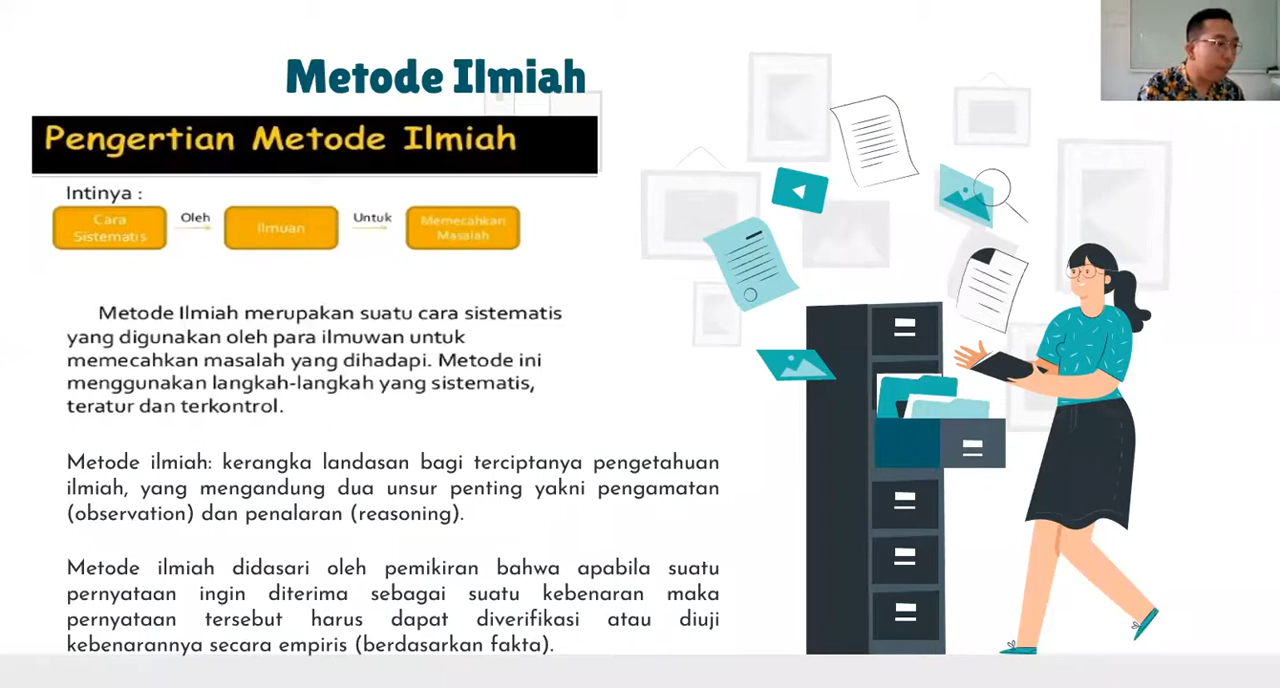 Metode Ilmiah
Pengertian Metode Ilmiah
Intinya :
Cara
Sistematis
Oleh
Ilmuan
Untuk
Memecahkan
Masalah
Metode Ilmiah merupakan suatu cara sistematis
yang digunakan oleh para ilmuwan untuk
memecahkan masalah yang dihadapi. Metode ini
menggunakan langkah-langkah yang sistematis,
teratur dan terkontrol.
Metode ilmiah: kerangka landasan bagi terciptanya pengetahuan
ilmiah, yang mengandung dua unsur penting yakni pengamatan
(observation) dan penalaran (reasoning).
Metode ilmiah didasari oleh pemikiran bahwa apabila suatu
pernyataan ingin diterima sebagai suatu kebenaran maka
pernyataan tersebut harus dapat diverifikasi atau diuji
kebenarannya secara empiris (berdasarkan fakta).